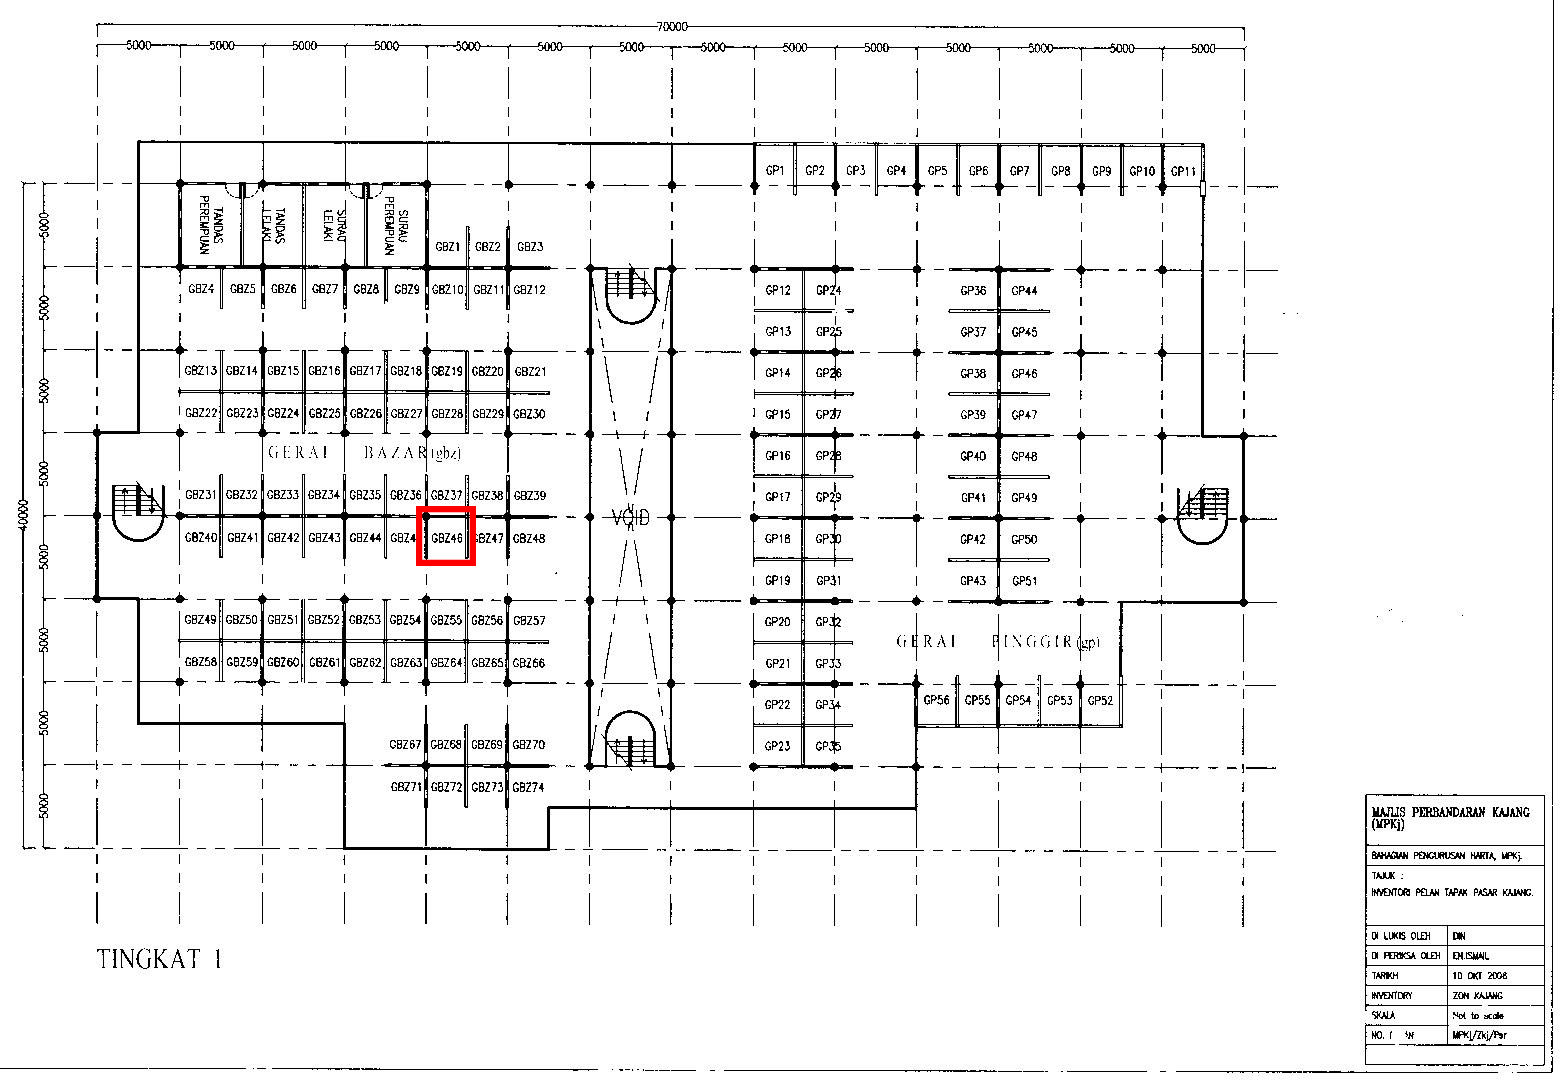 70000
5000 5000 5000 5000 5000 5000 5000 5000 5000 5000 5000 5000 5000 5000
GP1 GP2 GP3 GP4 GP5 GP6 GP7 GP8 GP9 GP10 GP11
TANDAS PEREMPUAN
TANDAS LELAKI
SURAU LELAKI
SURAU PEREMPUAN
5000
GBZ1 GBZ2 GBZ3
GBZ4 GBZ5 GBZ6 GBZ7 GBZ8 GBZ9 GBZ10 GBZ11 GBZ12
GP12 GP24 GP36 GP44
5000
GP13 GP25 GP37 GP45
GBZ13 GBZ14 GBZ15 GBZ16 GBZ17 GBZ18 GBZ19 GBZ20 GBZ21
GP14 GP26 GP38 GP46
5000
GBZ22 GBZ23 GBZ24 GBZ25 GBZ26 GBZ27 GBZ28 GBZ29 GBZ30
GP15 GP27 GP39 GP47
GERAI BAZAR(gbz)
GP16 GP28 GP40 GP48
5000
GBZ31 GBZ32 GBZ33 GBZ34 GBZ35 GBZ36 GBZ37 GBZ38 GBZ39
GP17 GP29 GP41 GP49
40000
VOID
GBZ40 GBZ41 GBZ42 GBZ43 GBZ44 GBZ46 GBZ47 GBZ48
GP18 GP30 GP42 GP50
5000
GP19 GP31 GP43 GP51
GBZ49 GBZ50 GBZ51 GBZ52 GBZ53 GBZ54 GBZ55 GBZ56 GBZ57
GP20 GP32
5000
GERAI PINGGIR(gp)
GBZ58 GBZ59 GBZ60 GBZ61 GBZ62 GBZ63 GBZ64 GBZ65 GBZ66
GP21 GP33
GP56 GP55 GP54 GP53 GP52
GP22 GP34
5000
GBZ67 GBZ68 GBZ69 GBZ70
GP23 GP35
GBZ71 GBZ72 GBZ73 GBZ74
5000
TINGKAT 1
MAJLIS PERBANDARAN KAJANG
(MPKj)
BAHAGIAN PENGURUSAN HARTA, MPKj.
TAJUK :
INVENTORI PELAN TAPAK PASAR KAJANG.
DI LUKIS OLEH DIN
DI PERIKSA OLEH EN.ISMAIL
TARIKH 10 OKT 2008
INVENTORY ZON KAJANG
SKALA Not to scale
NO. MPKj/Zkj/Psr